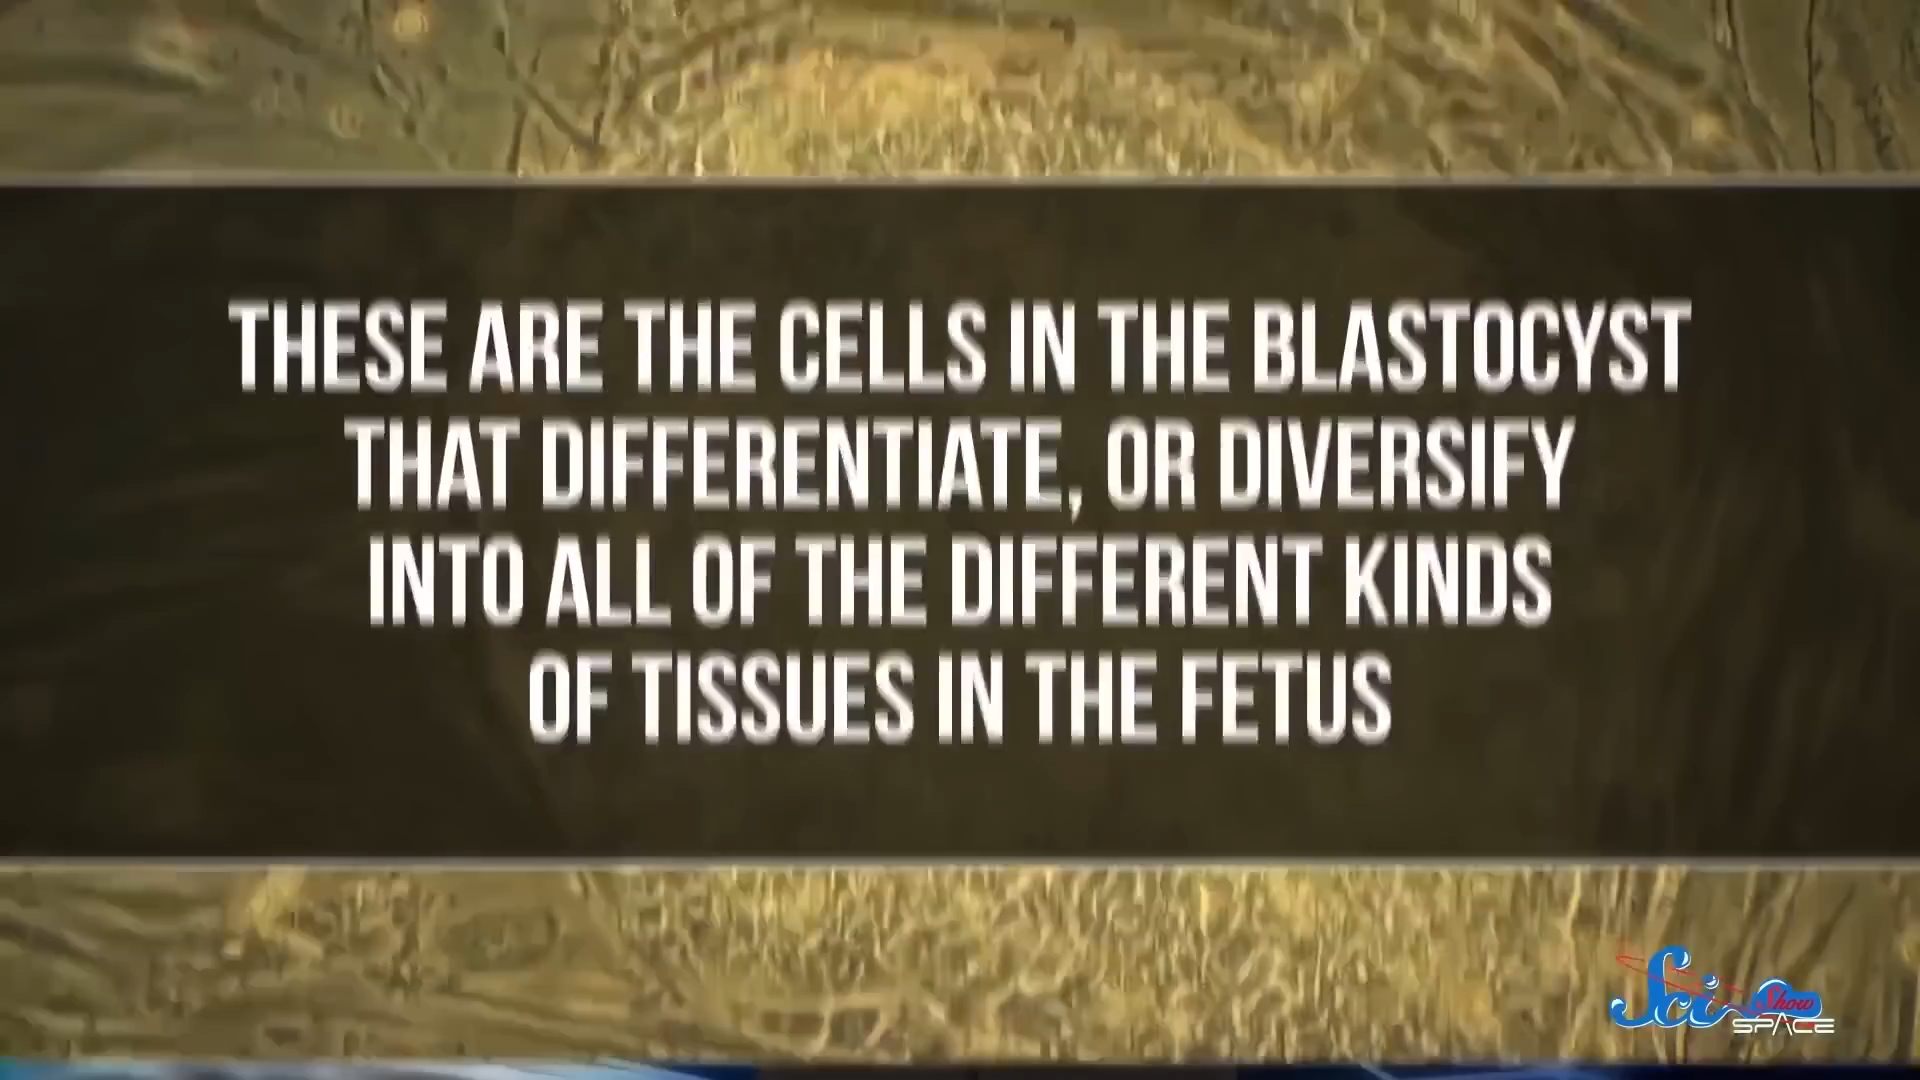 THESE ARE THE CELLS IN THE BLASTOCYST
THAT DIFFERENTIATE, OR DIVERSIFY
INTO ALL OF THE DIFFERENT KINDS
OF TISSUES IN THE FETUS
Sci Show
SPACE